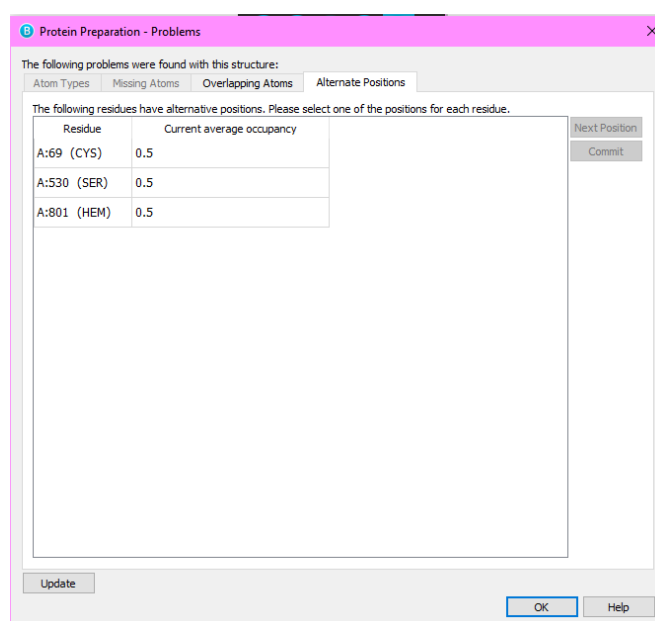 B Protein Preparation - Problems
The following problems were found with this structure:
Atom Types Missing Atoms Overlapping Atoms Alternate Positions
The following residues have alternative positions. Please select one of the positions for each residue.
Residue Current average occupancy
Next Position
A:69 (CYS) 0.5
Commit
A:530 (SER) 0.5
A:801 (HEM) 0.5
Update
OK Help